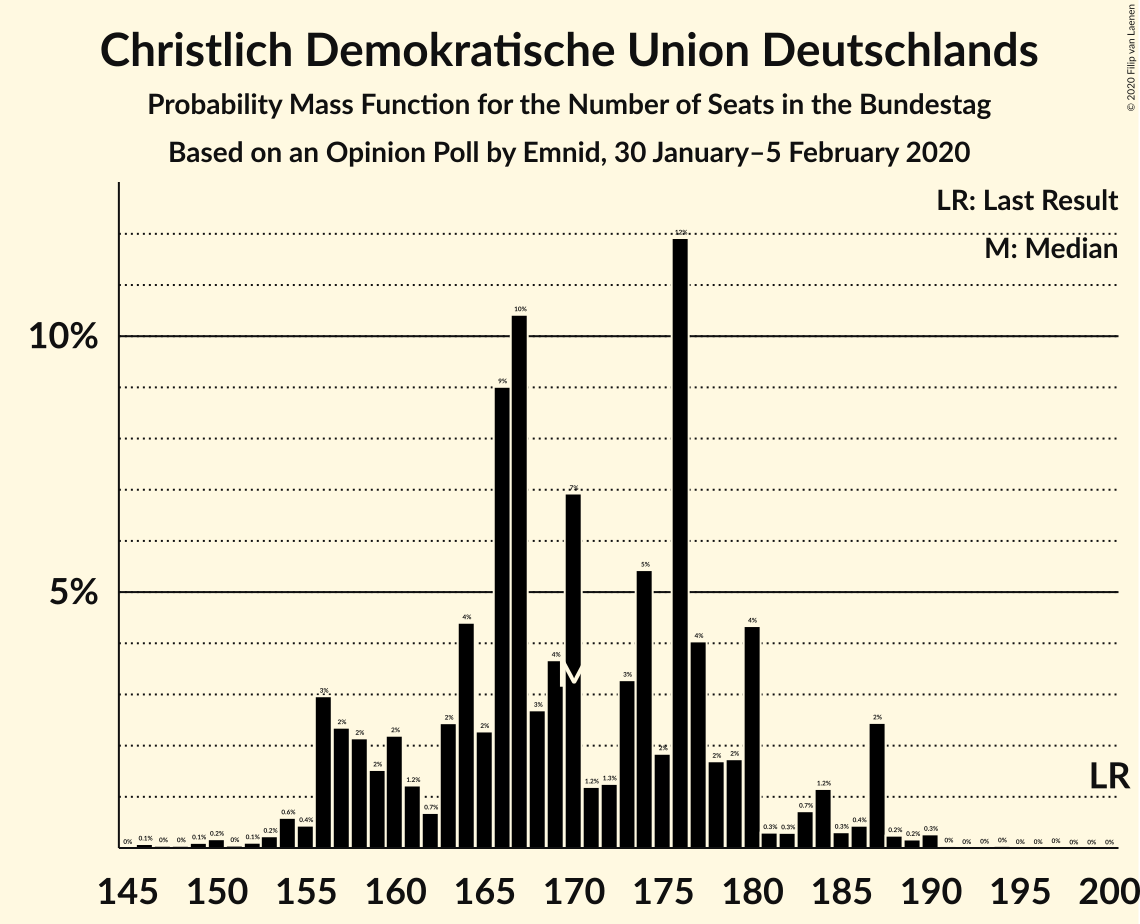 Christlich Demokratische Union Deutschlands
Probability Mass Function for the Number of Seats in the Bundestag
Based on an Opinion Poll by Emnid, 30 January–5 February 2020
© 2020 Filip van Laenen
LR: Last Result
M: Median
10%
5%
0% 0.1% 0% 0% 0.1% 0.2% 0% 0.1% 0.2% 0.6% 0.4% 3% 2% 2% 2% 2% 1.2% 0.7% 2% 4% 2% 9% 10% 3% 4% 7% 1.2% 1.3% 3% 5% 2% 12% 4% 2% 2% 4% 0.3% 0.3% 0.7% 1.2% 0.3% 0.4% 2% 0.2% 0.2% 0.3% 0% 0% 0% 0% 0% 0% 0% 0% 0% 0%
M
LR
145 150 155 160 165 170 175 180 185 190 195 200